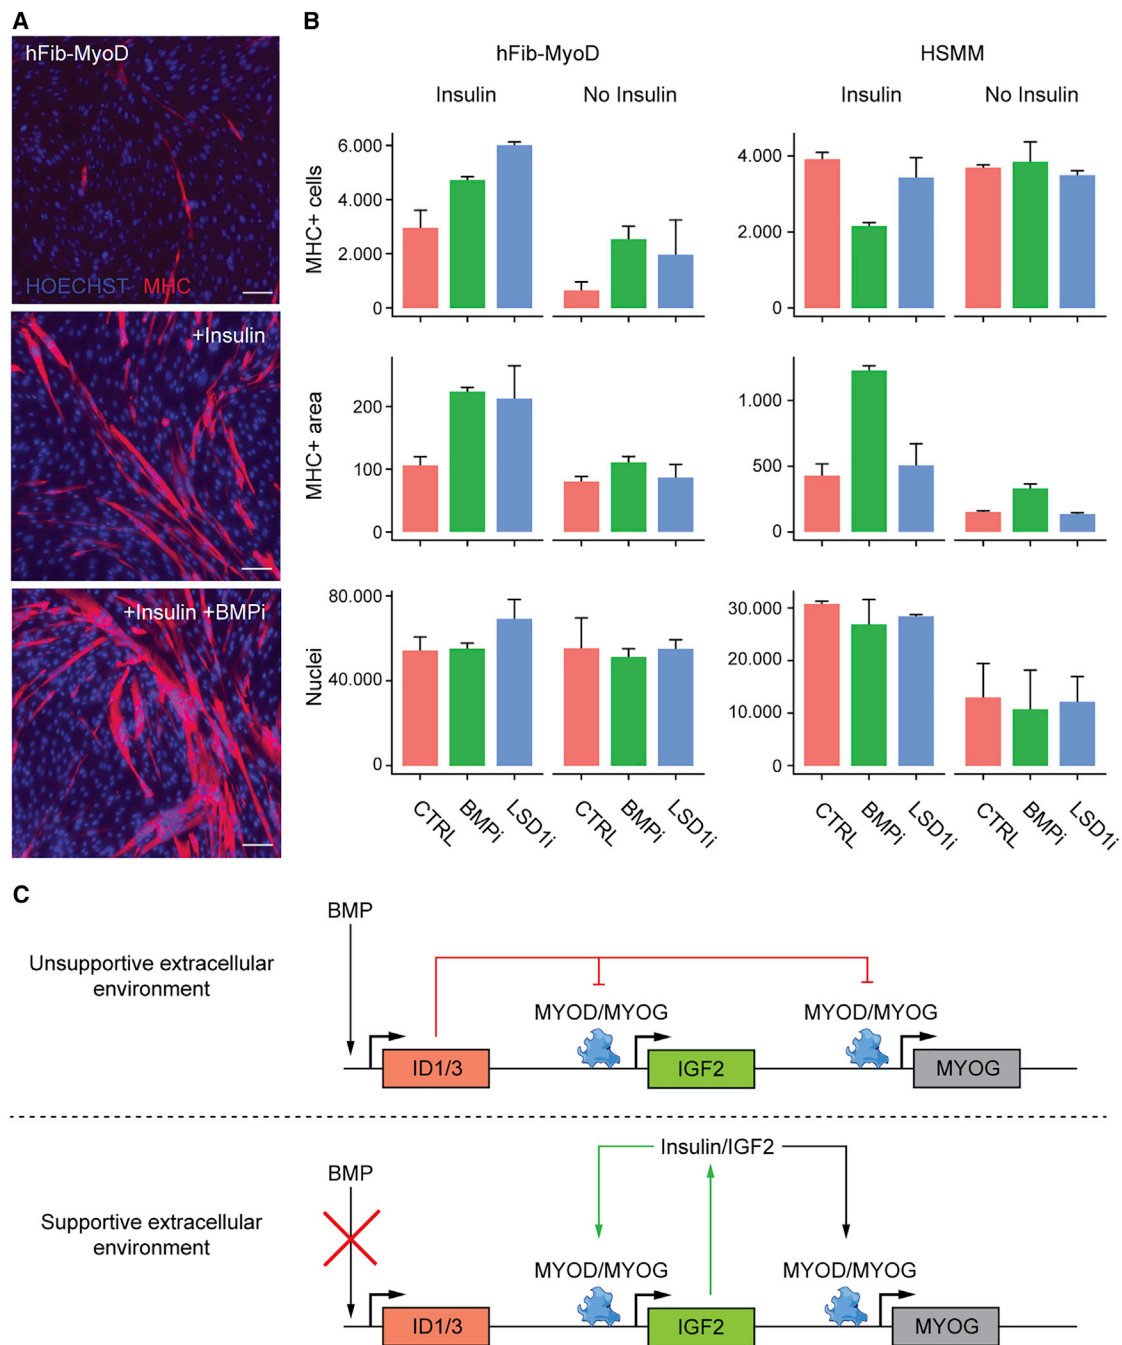 A
hFib-MyoD
HOECHST MHC
+Insulin
+Insulin +BMPi
B
hFib-MyoD HSMM
Insulin No Insulin Insulin No Insulin
MHC+ cells
6.000
4.000
2.000
0
4.000
2.000
0
MHC+ area
200
100
0
1.000
500
0
Nuclei
80.000
40.000
0
30.000
20.000
10.000
0
CTRL BMPi LSD1i CTRL BMPi LSD1i CTRL BMPi LSD1i CTRL BMPi LSD1i
C
BMP
Unsupportive extracellular
environment
MYOD/MYOG MYOD/MYOG
ID1/3 IGF2 MYOG
Insulin/IGF2
BMP
Supportive extracellular
environment
MYOD/MYOG MYOD/MYOG
ID1/3 IGF2 MYOG